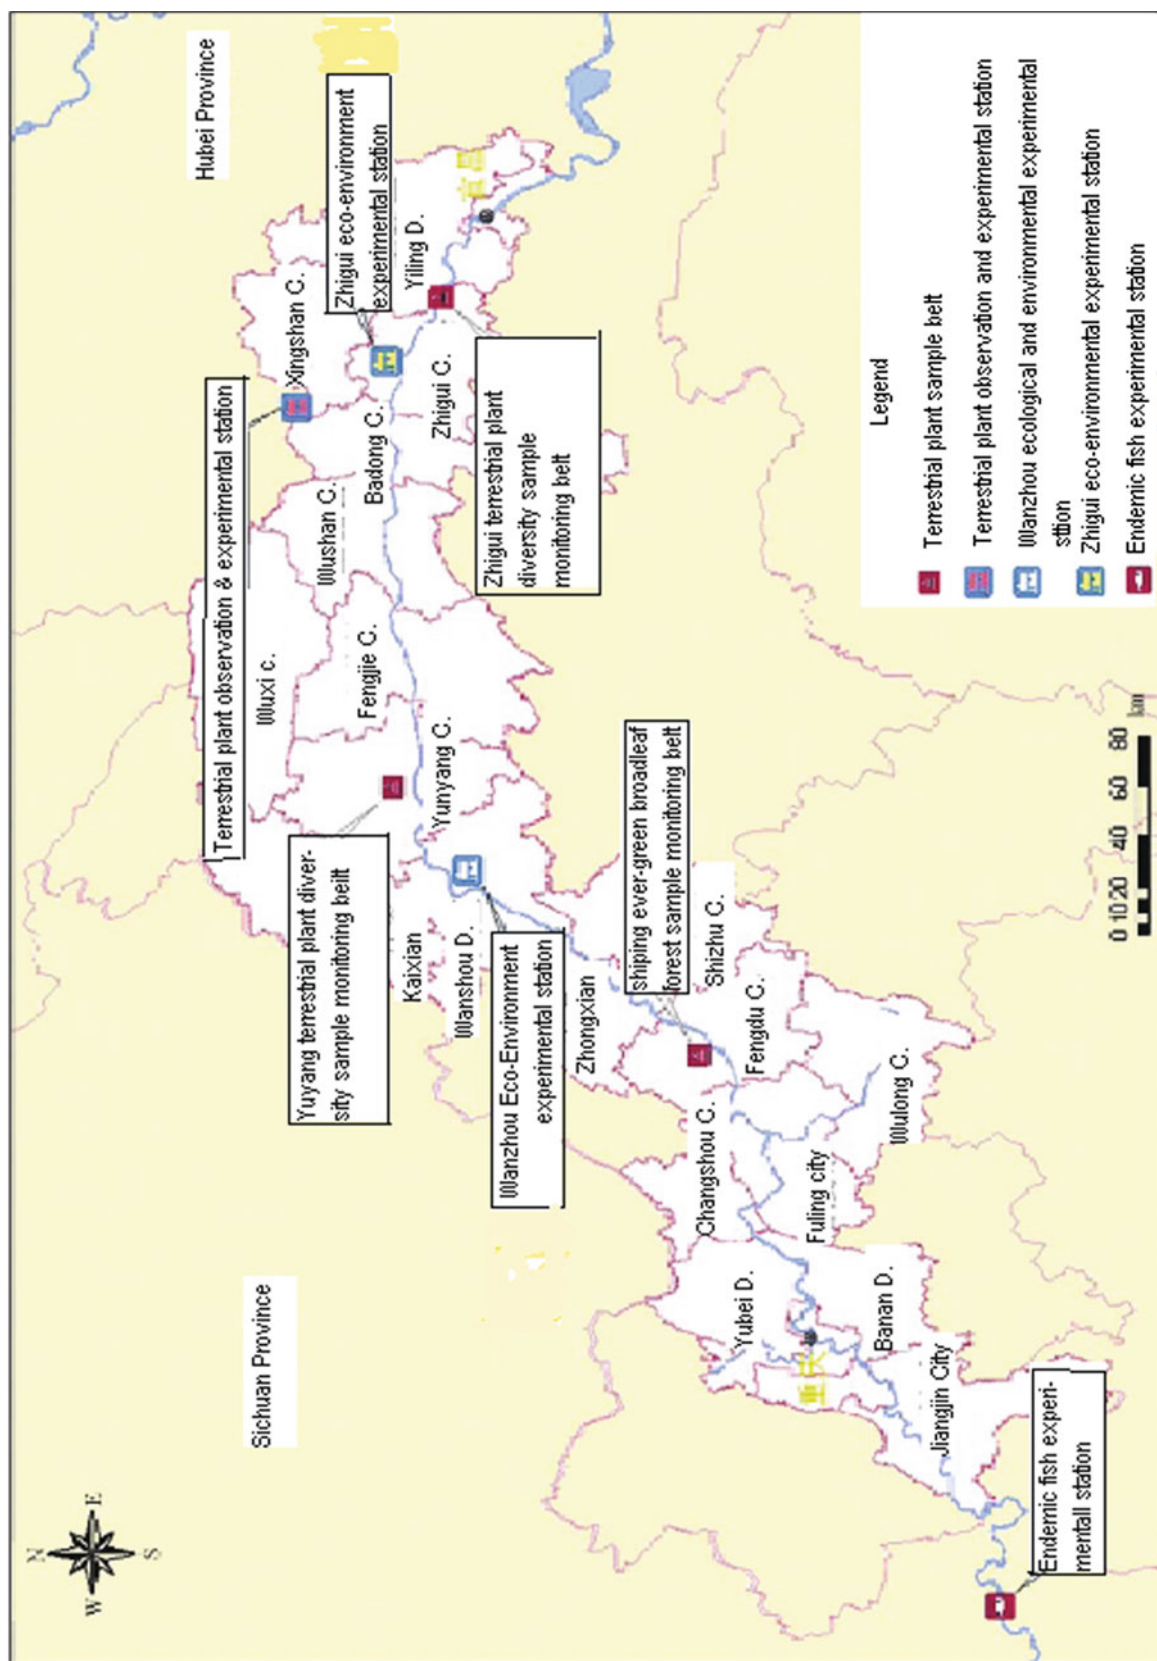 N
W
E
S
Sichuan Province
Hubei Province
Terrestrial plant observation & experimental station
Zhigui eco-environment
experimental station
Xingshan C.
Yiling D.
Wuxi c.
Wushan C.
Badong C.
Zhigui C.
Fengjie C.
Yunyang C.
Yuyang terrestrial plant diver-
sity sample monitoring beilt
Zhigui terrestrial plant
diversity sample
monitoring belt
Kaixian
Wanshou D.
Wanzhou Eco-Environment
experimental station
Zhongxian
shiping ever-green broadleaf
forest sample monitoring belt
Shizhu C.
Fengdu C.
Changshou C.
Wulong C.
Fuling city
Yubei D.
Banan D.
重 大
Jiangjin City
Endemic fish experi-
mentall station
0 10 20 40 60 80 km
Legend
Terrestrial plant sample belt
Terrestrial plant observation and experimental station
Wanzhou ecological and environmental experimental
sttion
Zhigui eco-environmental experimental station
Endemic fish experimental station